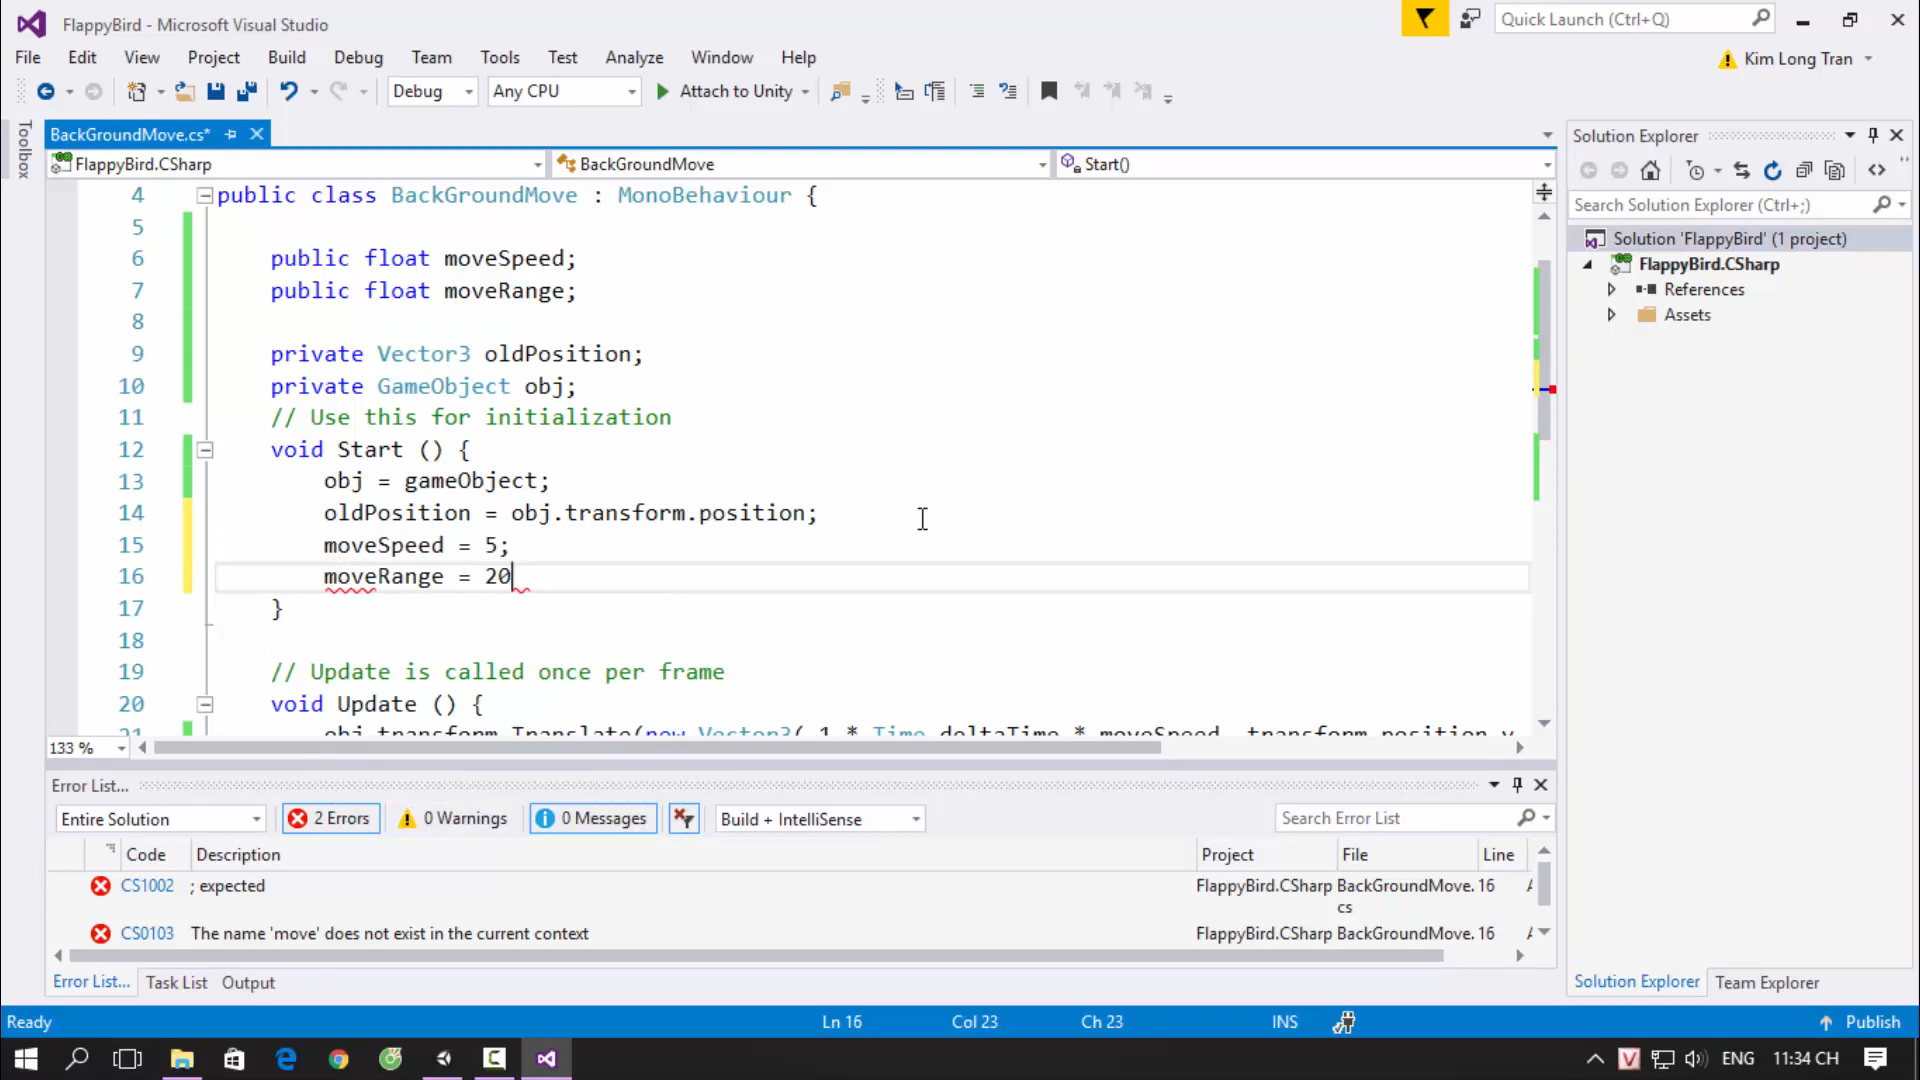 FlappyBird - Microsoft Visual Studio
Quick Launch (Ctrl+Q)
File Edit View Project Build Debug Team Tools Test Analyze Window Help
Kim Long Tran
Debug Any CPU Attach to Unity
Toolbox
BackGroundMove.cs*
FlappyBird.CSharp BackGroundMove Start()
4 public class BackGroundMove : MonoBehaviour {
5
6 public float moveSpeed;
7 public float moveRange;
8
9 private Vector3 oldPosition;
10 private GameObject obj;
11 // Use this for initialization
12 void Start () {
13 obj = gameObject;
14 oldPosition = obj.transform.position;
15 moveSpeed = 5;
16 moveRange = 20
17 }
18
19 // Update is called once per frame
20 void Update () {
21 obj.transform.Translate(new Vector3(-1 * Time.deltaTime * moveSpeed, transform.position.y
133 %
Solution Explorer
Search Solution Explorer (Ctrl+;)
Solution 'FlappyBird' (1 project)
FlappyBird.CSharp
References
Assets
Error List...
Entire Solution 2 Errors 0 Warnings 0 Messages Build + IntelliSense Search Error List
Code Description Project File Line
CS1002 ; expected FlappyBird.CSharp BackGroundMove.cs 16
CS0103 The name 'move' does not exist in the current context FlappyBird.CSharp BackGroundMove. 16
Error List... Task List Output
Solution Explorer Team Explorer
Ready Ln 16 Col 23 Ch 23 INS Publish
ENG 11:34 CH